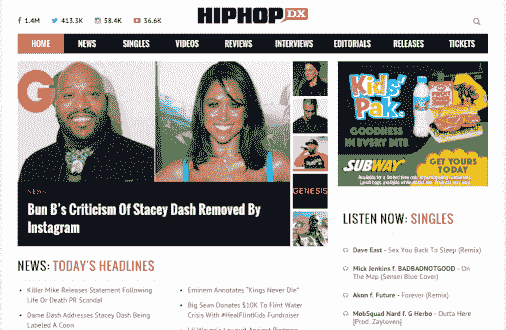 1.4M 413.3K 58.4K 36.6K
HIPHOP DX
HOME NEWS SINGLES VIDEOS REVIEWS INTERVIEWS EDITORIALS RELEASES TICKETS
G
NEWS
Bun B's Criticism Of Stacey Dash Removed By
Instagram
GENESIS
Kids'
Pak.
GOODNESS
IN EVERY BITE
SUBWAY
GET YOURS
TODAY
LISTEN NOW: SINGLES
Dave East - Sex You Back To Sleep (Remix)
Mick Jenkins f. BADBADNOTGOOD - On
The Map (Sensei Blue Cover)
Akon f. Future - Forever (Remix)
MobSquad Nard f. G Herbo - Outta Here
[Prod. Zaytoven]
NEWS: TODAY'S HEADLINES
Killer Mike Releases Statement Following
Life Or Death PR Scandal
Dame Dash Addresses Stacey Dash Being
Labeled A Coon
Eminem Annotates "Kings Never Die"
Big Sean Donates $10K To Flint Water
Crisis With #HealFlintKids Fundraiser